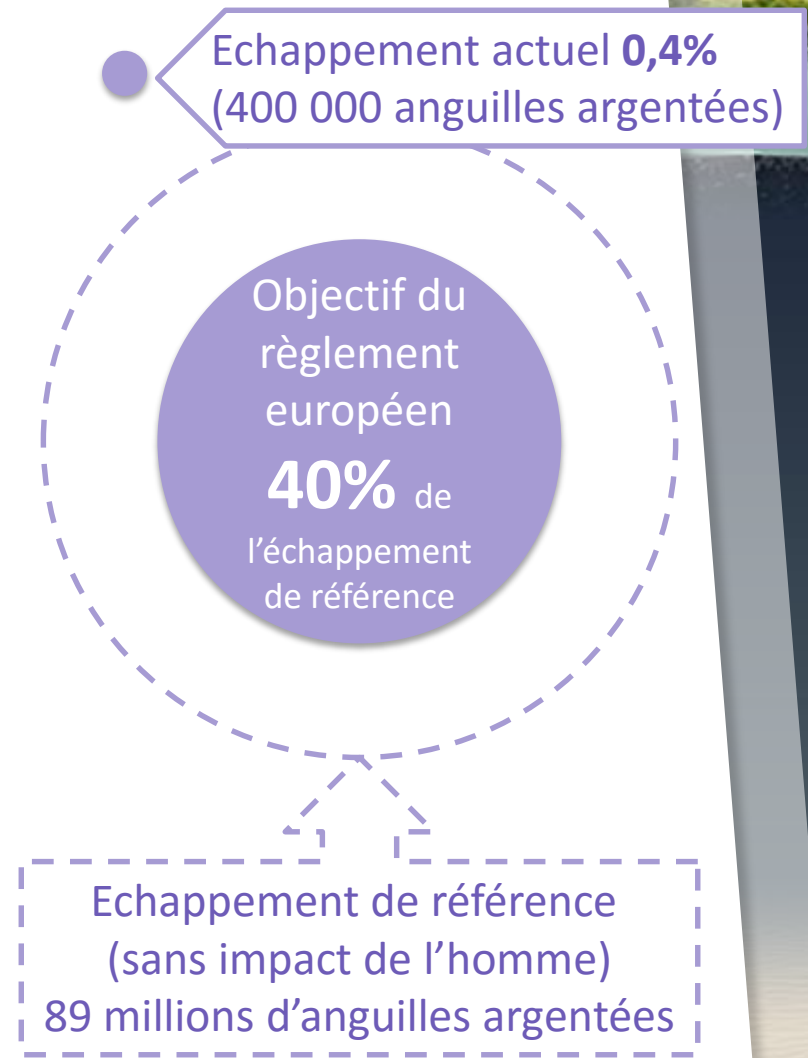 Echappement actuel 0,4%
(400 000 anguilles argentées)
Objectif du
règlement
européen
40% de
l’échappement
de référence
Echappement de référence
(sans impact de l’homme)
89 millions d’anguilles argentées